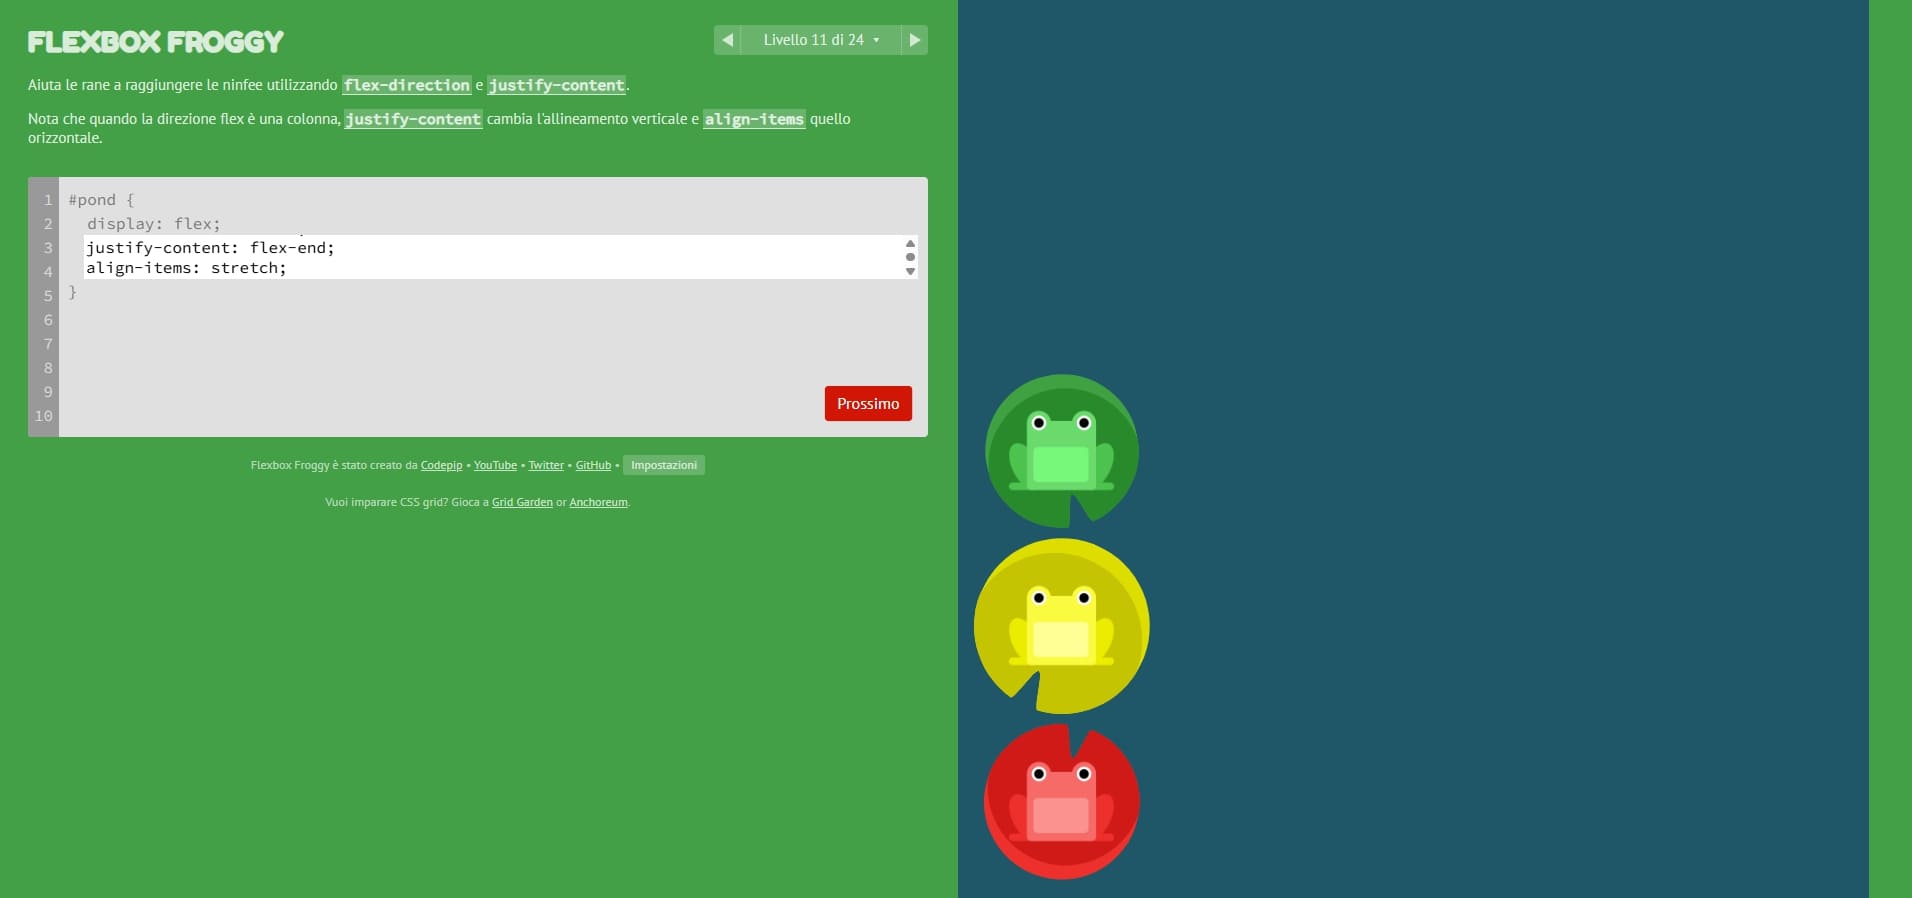 FLEXBOX FROGGY
Livello 11 di 24
Aiuta le rane a raggiungere le ninfee utilizzando flex-direction e justify-content.
Nota che quando la direzione flex è una colonna, justify-content cambia l'allineamento verticale e align-items quello
orizzontale.
1 #pond {
2 display: flex;
3 justify-content: flex-end;
4 align-items: stretch;
5 }
6
7
8
9
10
Prossimo
Flexbox Froggy è stato creato da Codepip • YouTube • Twitter • GitHub • Impostazioni
Vuoi imparare CSS grid? Gioca a Grid Garden or Anchoreum.